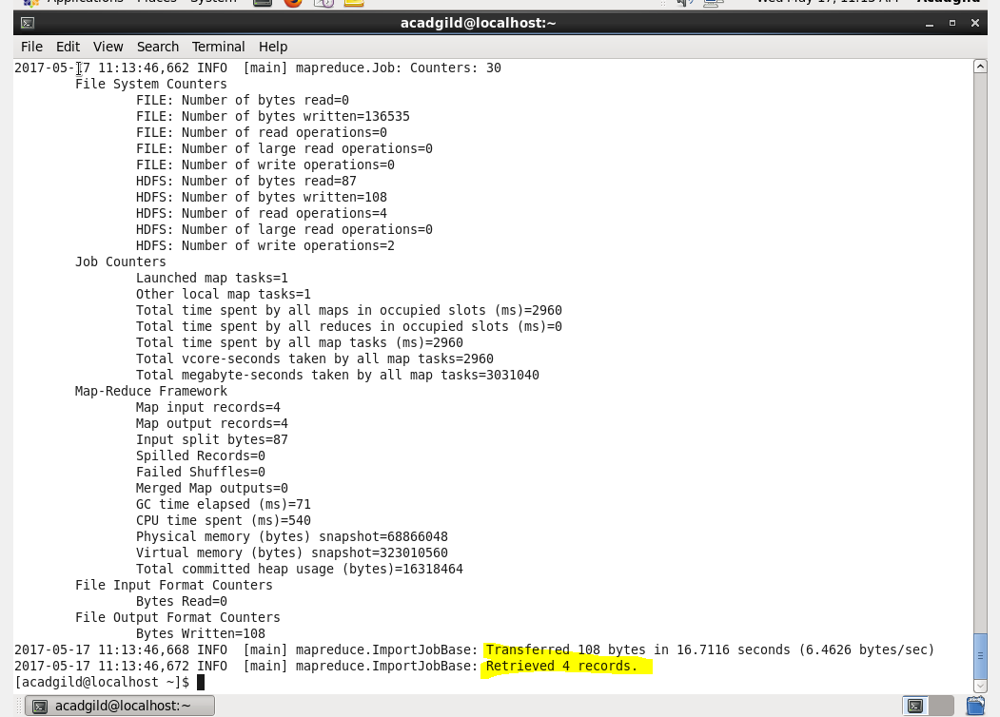 Applications Places System Wed May 17, 11:13 AM Acadgild
acadgild@localhost:~
File Edit View Search Terminal Help
2017-05-17 11:13:46,662 INFO  [main] mapreduce.Job: Counters: 30
File System Counters
FILE: Number of bytes read=0
FILE: Number of bytes written=136535
FILE: Number of read operations=0
FILE: Number of large read operations=0
FILE: Number of write operations=0
HDFS: Number of bytes read=87
HDFS: Number of bytes written=108
HDFS: Number of read operations=4
HDFS: Number of large read operations=0
HDFS: Number of write operations=2
Job Counters
Launched map tasks=1
Other local map tasks=1
Total time spent by all maps in occupied slots (ms)=2960
Total time spent by all reduces in occupied slots (ms)=0
Total time spent by all map tasks (ms)=2960
Total vcore-seconds taken by all map tasks=2960
Total megabyte-seconds taken by all map tasks=3031040
Map-Reduce Framework
Map input records=4
Map output records=4
Input split bytes=87
Spilled Records=0
Failed Shuffles=0
Merged Map outputs=0
GC time elapsed (ms)=71
CPU time spent (ms)=540
Physical memory (bytes) snapshot=68866048
Virtual memory (bytes) snapshot=323010560
Total committed heap usage (bytes)=16318464
File Input Format Counters
Bytes Read=0
File Output Format Counters
Bytes Written=108
2017-05-17 11:13:46,668 INFO  [main] mapreduce.ImportJobBase: Transferred 108 bytes in 16.7116 seconds (6.4626 bytes/sec)
2017-05-17 11:13:46,672 INFO  [main] mapreduce.ImportJobBase: Retrieved 4 records.
[acadgild@localhost ~]$
acadgild@localhost:~